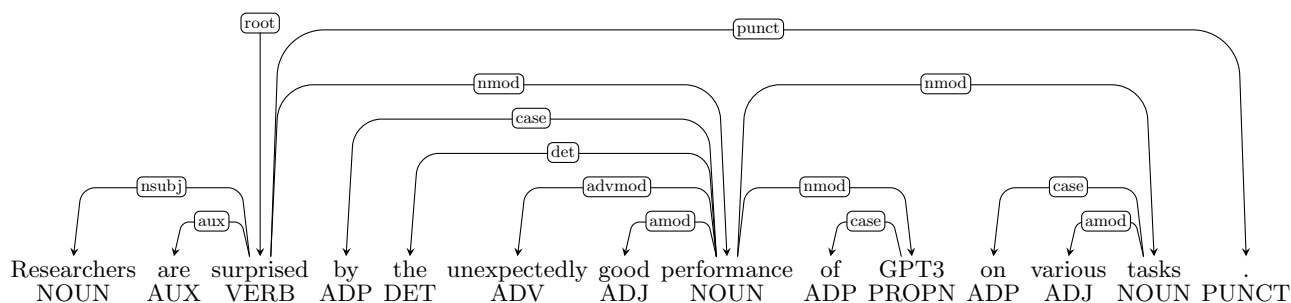 root
punct
nmod nmod
case
det
nsubj advmod nmod case
aux amod case amod
Researchers are surprised by the unexpectedly good performance of GPT3 on various tasks .
NOUN AUX VERB ADP DET ADV ADJ NOUN ADP PROPN ADP ADJ NOUN PUNCT